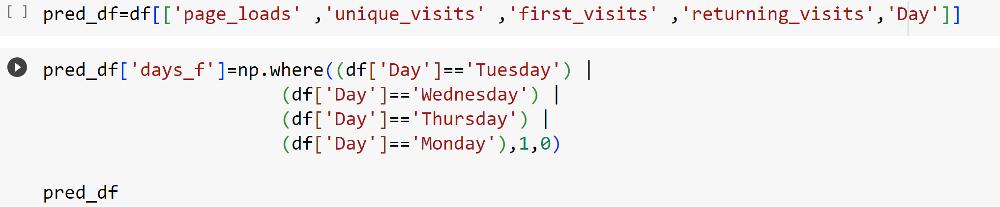 [ ] pred_df=df[['page_loads' ,'unique_visits' ,'first_visits' ,'returning_visits','Day']]
pred_df['days_f']=np.where((df['Day']=='Tuesday') |
(df['Day']=='Wednesday') |
(df['Day']=='Thursday') |
(df['Day']=='Monday'),1,0)
pred_df